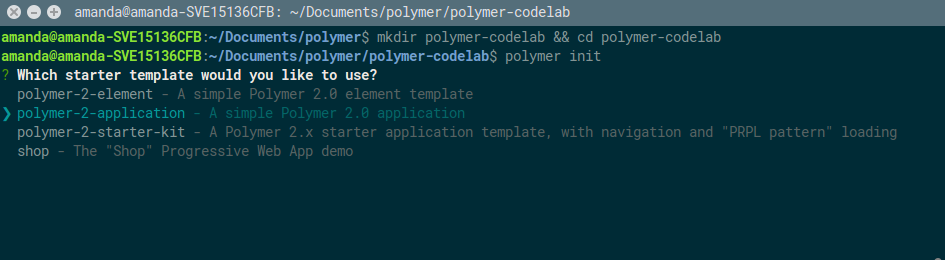 amanda@amanda-SVE15136CFB: ~/Documents/polymer/polymer-codelab
amanda@amanda-SVE15136CFB:~/Documents/polymer$ mkdir polymer-codelab && cd polymer-codelab
amanda@amanda-SVE15136CFB:~/Documents/polymer/polymer-codelab$ polymer init
? Which starter template would you like to use?
polymer-2-element - A simple Polymer 2.0 element template
❯ polymer-2-application - A simple Polymer 2.0 application
polymer-2-starter-kit - A Polymer 2.x starter application template, with navigation and "PRPL pattern" loading
shop - The "Shop" Progressive Web App demo